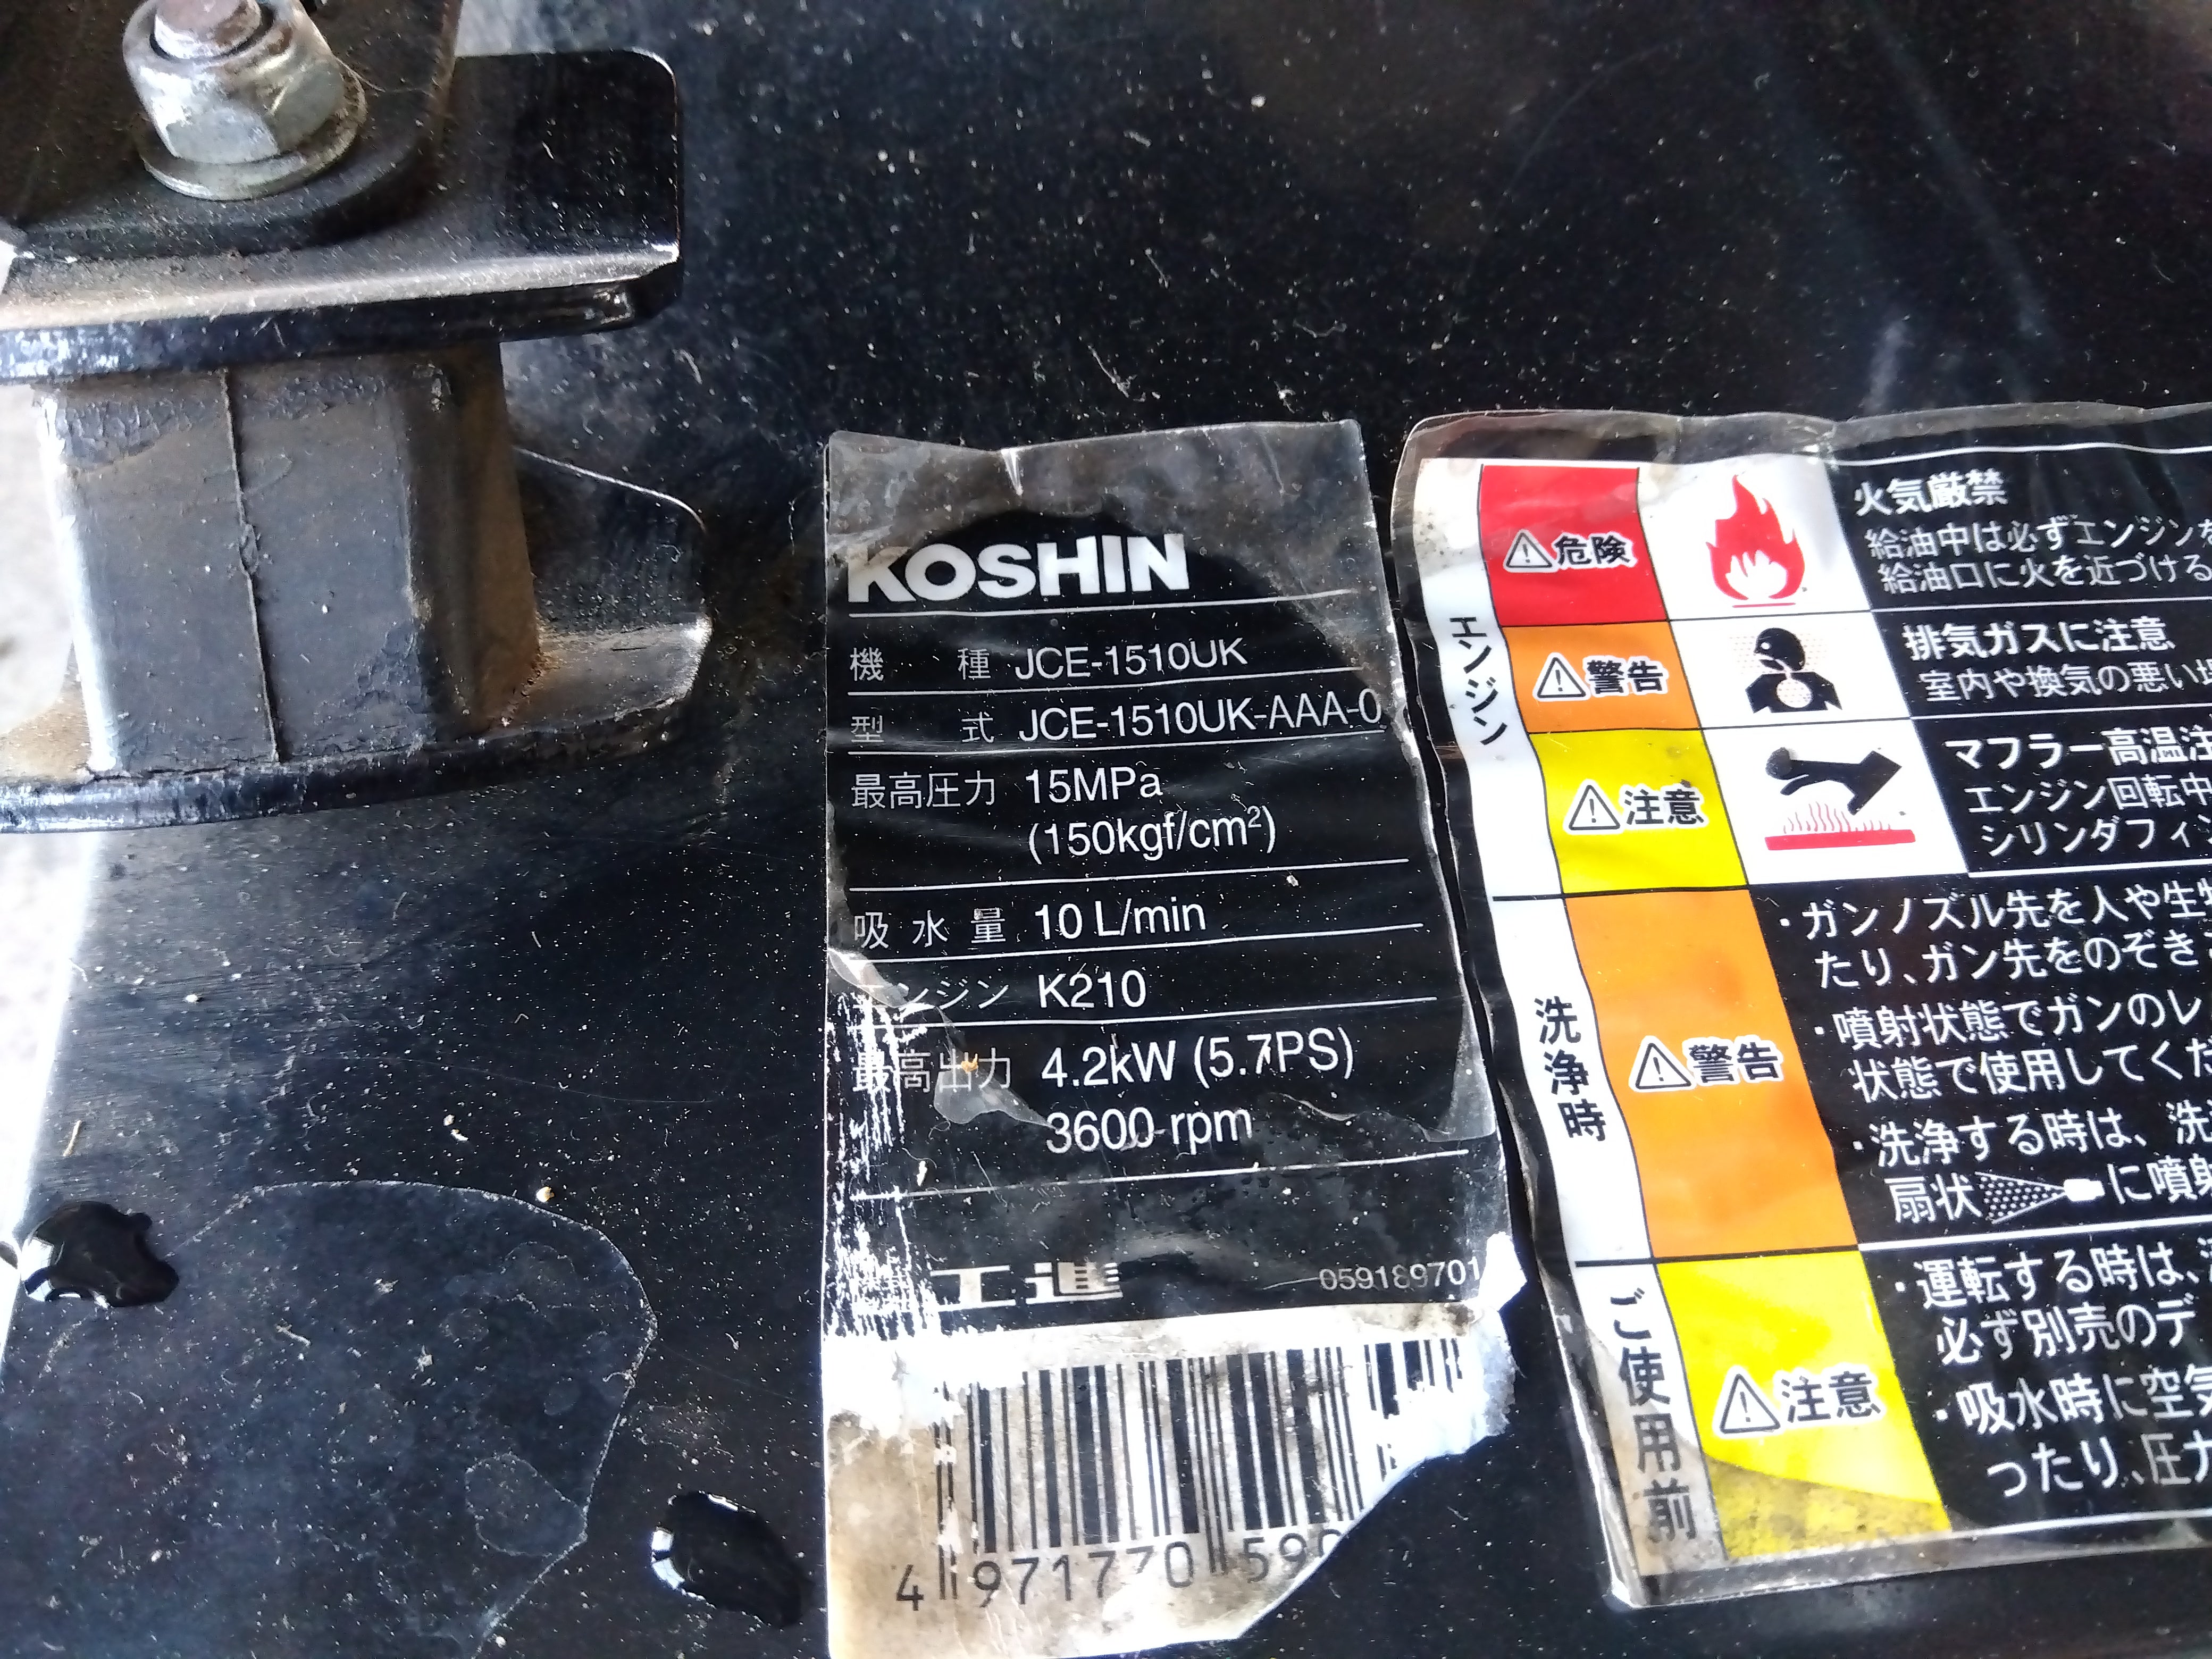 KOSHIN
機 種 JCE-1510UK
型 式 JCE-1510UK-AAA-0
最高圧力 15MPa
(150kgf/cm²)
吸水量 10 L/min
ンジン K210
最高出力 4.2kW (5.7PS)
3600 rpm
工進 059189701
4 971770 590
エンジン
危険
火気厳禁
給油中は必ずエンジンを
給油口に火を近づける
警告
排気ガスに注意
室内や換気の悪い場
注意
マフラー高温注
エンジン回転中
シリンダフィン
洗浄時
警告
・ガンノズル先を人や生物
たり、ガン先をのぞき
・噴射状態でガンのレ
状態で使用してくだ
・洗浄する時は、洗
扇状 に噴射
ご使用前
注意
・運転する時は、
必ず別売のデ
・吸水時に空気
ったり、圧力